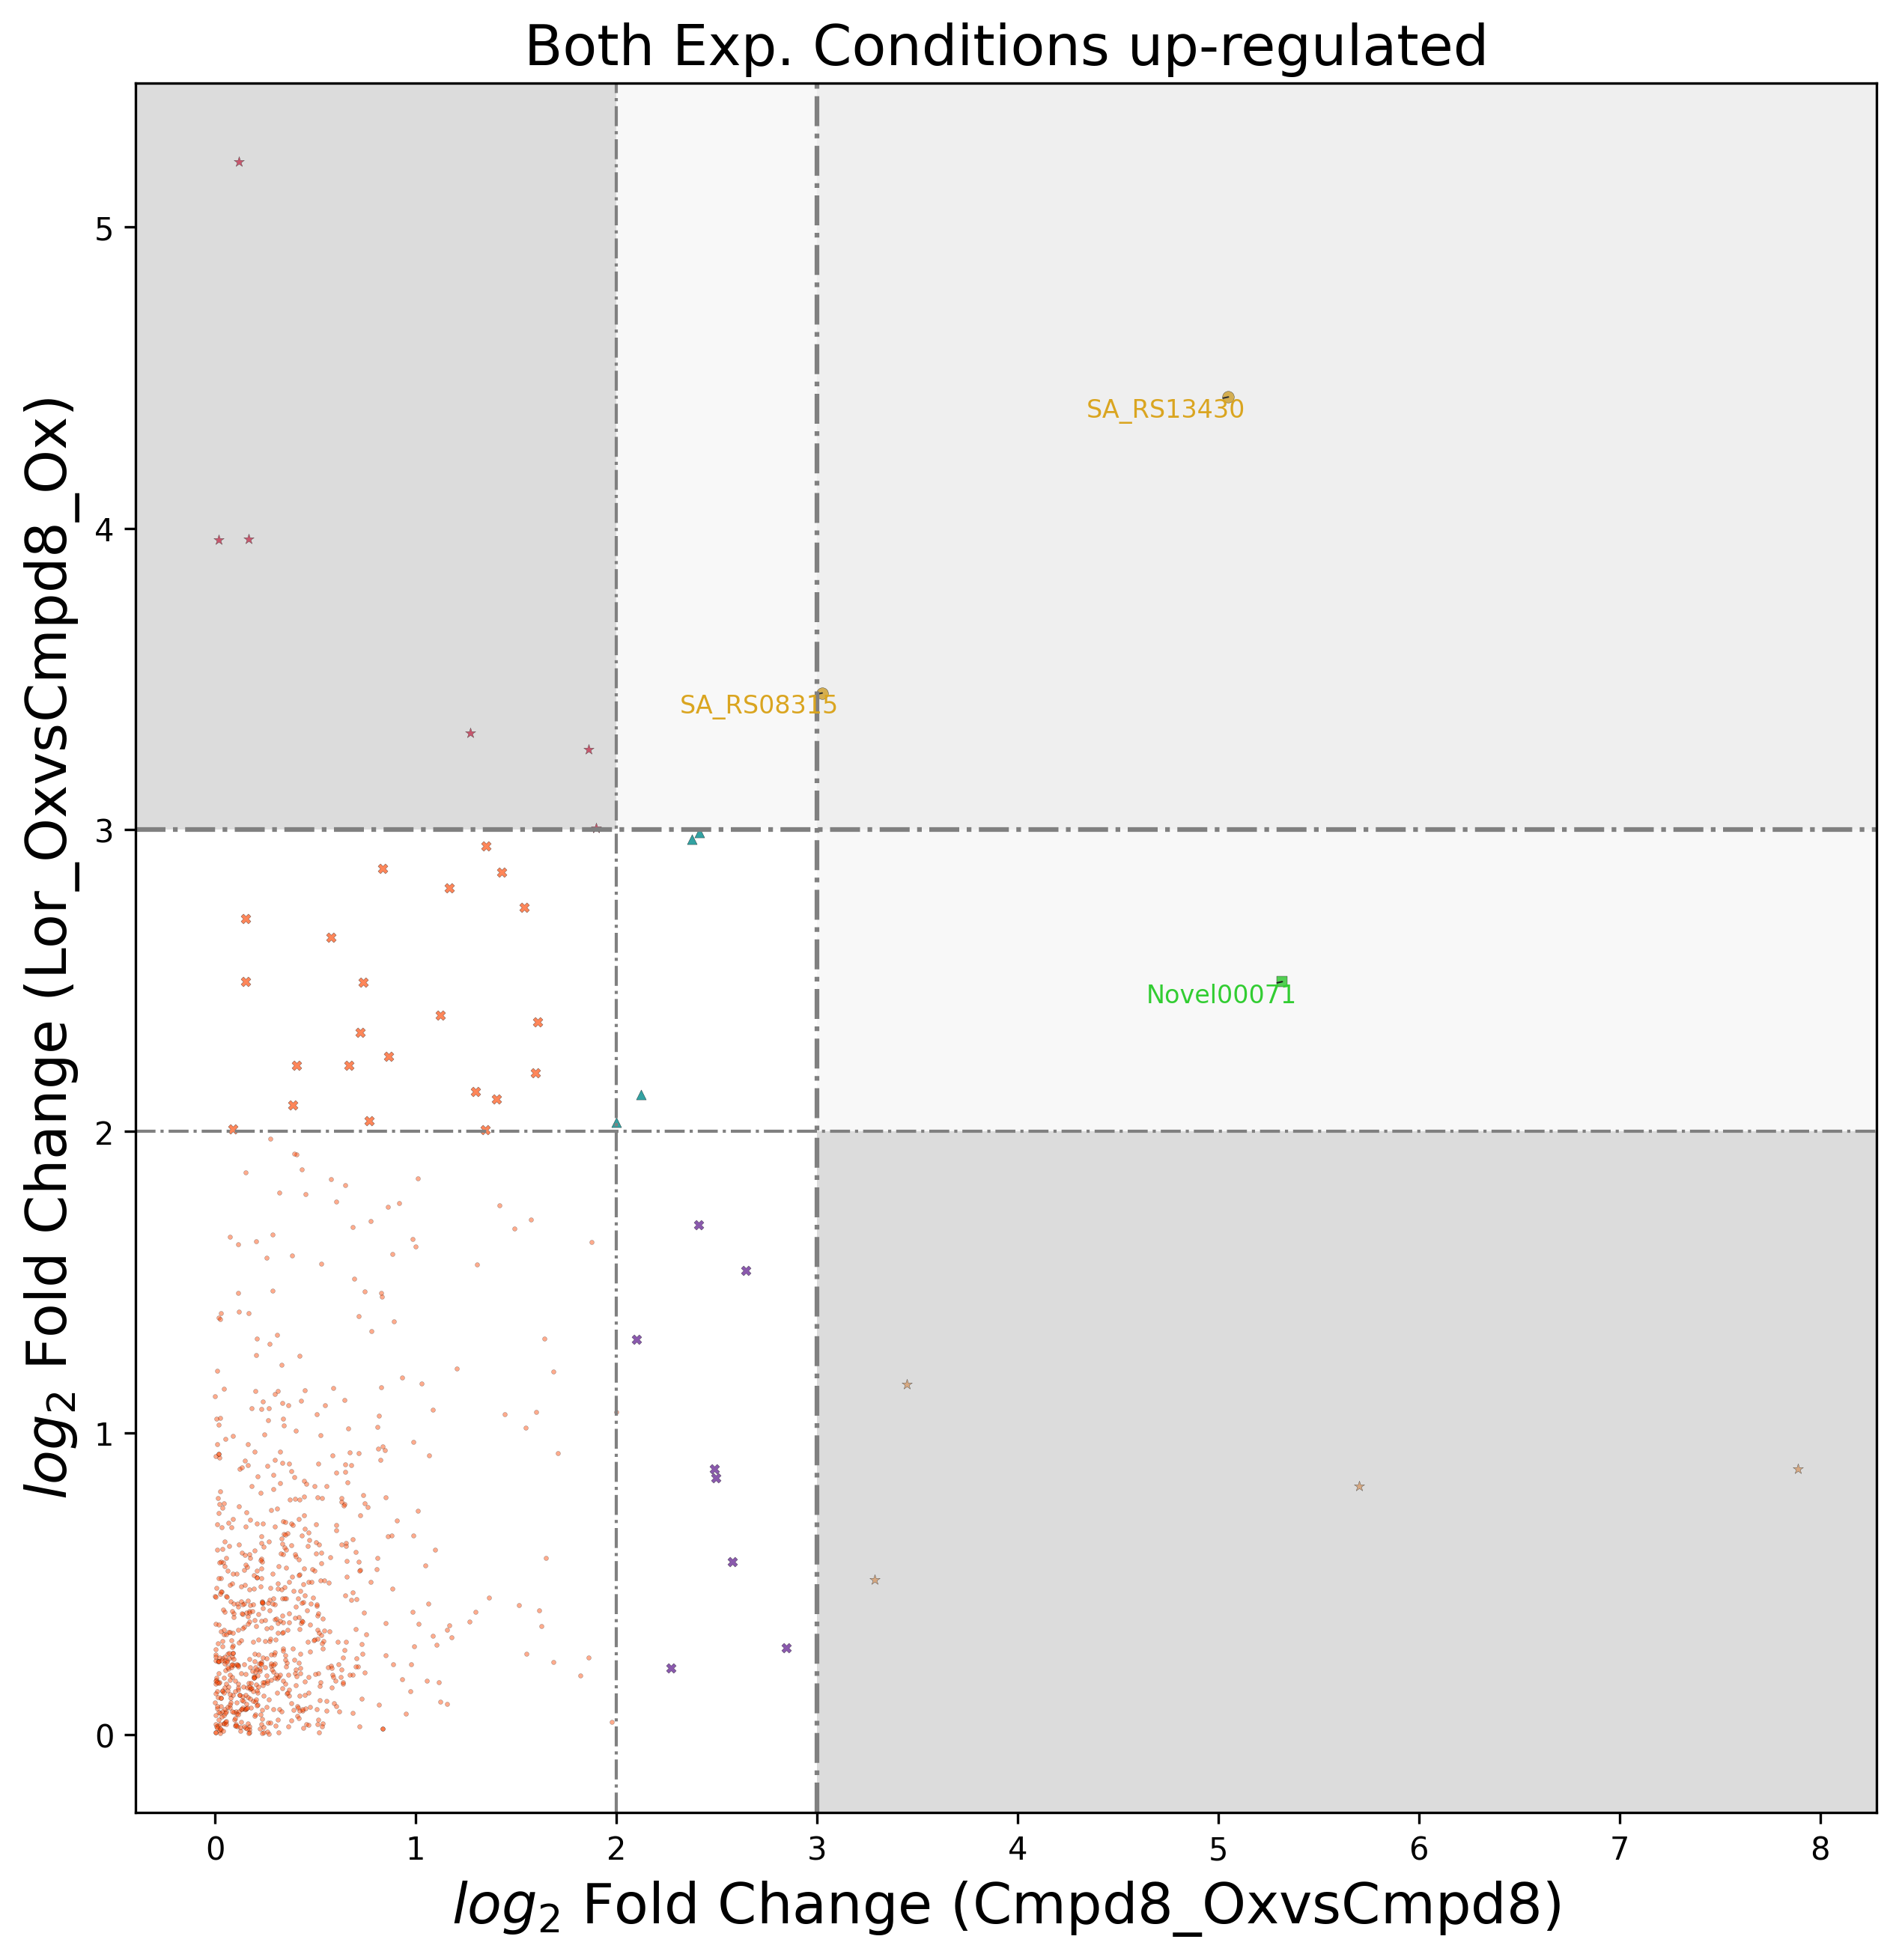 Both Exp. Conditions up-regulated
log2 Fold Change (Lor_OxvsCmpd8_Ox)
5
4
3
2
1
0
SA_RS13430
SA_RS08315
Novel00071
0 1 2 3 4 5 6 7 8
log2 Fold Change (Cmpd8_OxvsCmpd8)